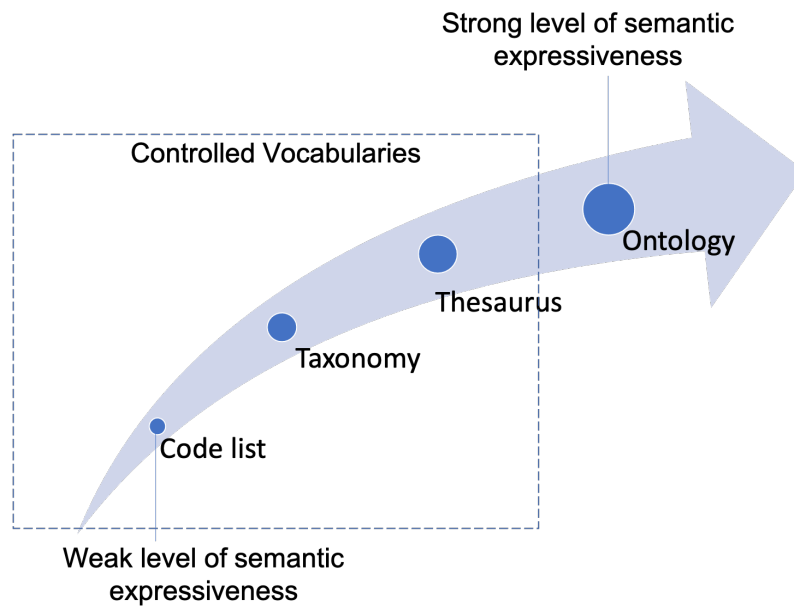 Strong level of semantic
expressiveness
Controlled Vocabularies
Ontology
Thesaurus
Taxonomy
Code list
Weak level of semantic
expressiveness